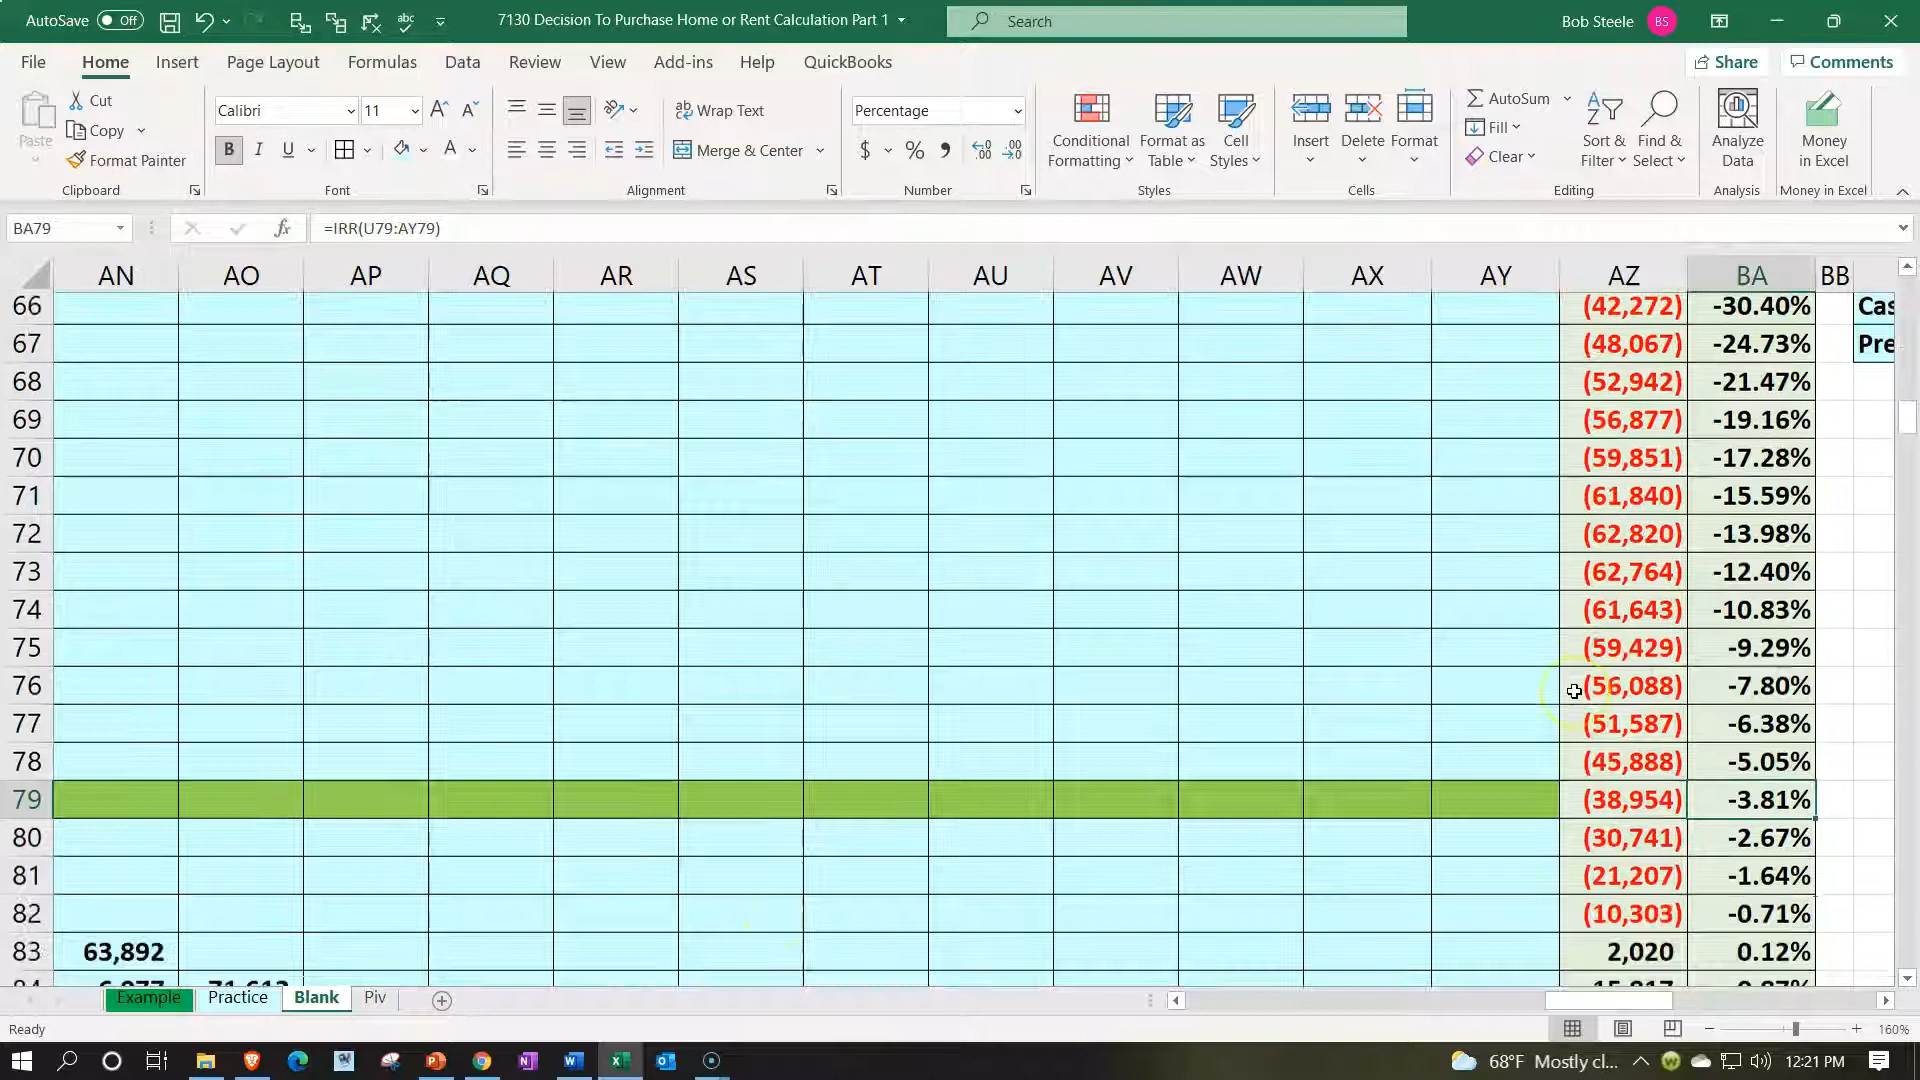 AutoSave Off 7130 Decision To Purchase Home or Rent Calculation Part 1 Search Bob Steele BS
File Home Insert Page Layout Formulas Data Review View Add-ins Help QuickBooks Share Comments
Paste Cut Copy Format Painter Clipboard
Calibri 11 B I U A Font
Wrap Text Merge & Center Alignment
Percentage $ % Number
Conditional Formatting Format as Table Cell Styles Styles
Insert Delete Format Cells
AutoSum Fill Clear Sort & Filter Find & Select Editing
Analyze Data Analysis
Money in Excel Money in Excel
BA79 fx =IRR(U79:AY79)
AN AO AP AQ AR AS AT AU AV AW AX AY AZ BA BB
66 (42,272) -30.40% Cas
67 (48,067) -24.73% Pre
68 (52,942) -21.47%
69 (56,877) -19.16%
70 (59,851) -17.28%
71 (61,840) -15.59%
72 (62,820) -13.98%
73 (62,764) -12.40%
74 (61,643) -10.83%
75 (59,429) -9.29%
76 (56,088) -7.80%
77 (51,587) -6.38%
78 (45,888) -5.05%
79 (38,954) -3.81%
80 (30,741) -2.67%
81 (21,207) -1.64%
82 (10,303) -0.71%
83 63,892 2,020 0.12%
Example Practice Blank Piv
Ready 160%
68°F Mostly cl... 12:21 PM